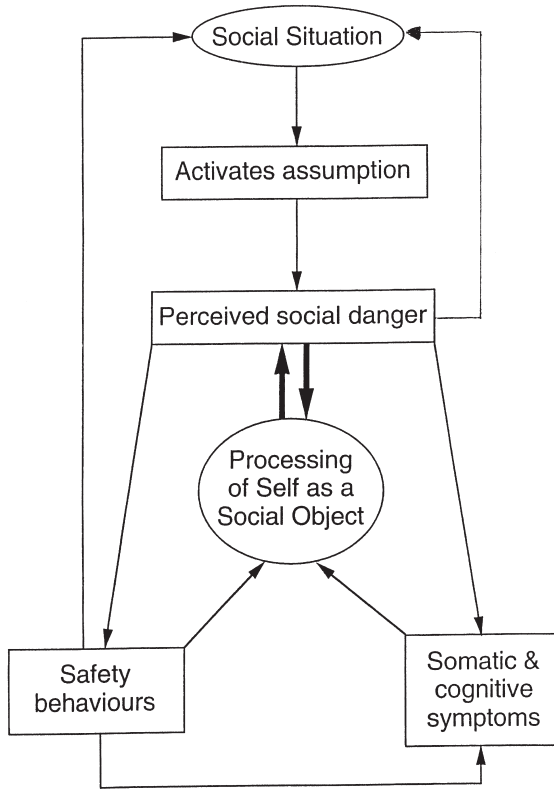 Social Situation
Activates assumption
Perceived social danger
Processing
of Self as a
Social Object
Safety
behaviours
Somatic &
cognitive
symptoms